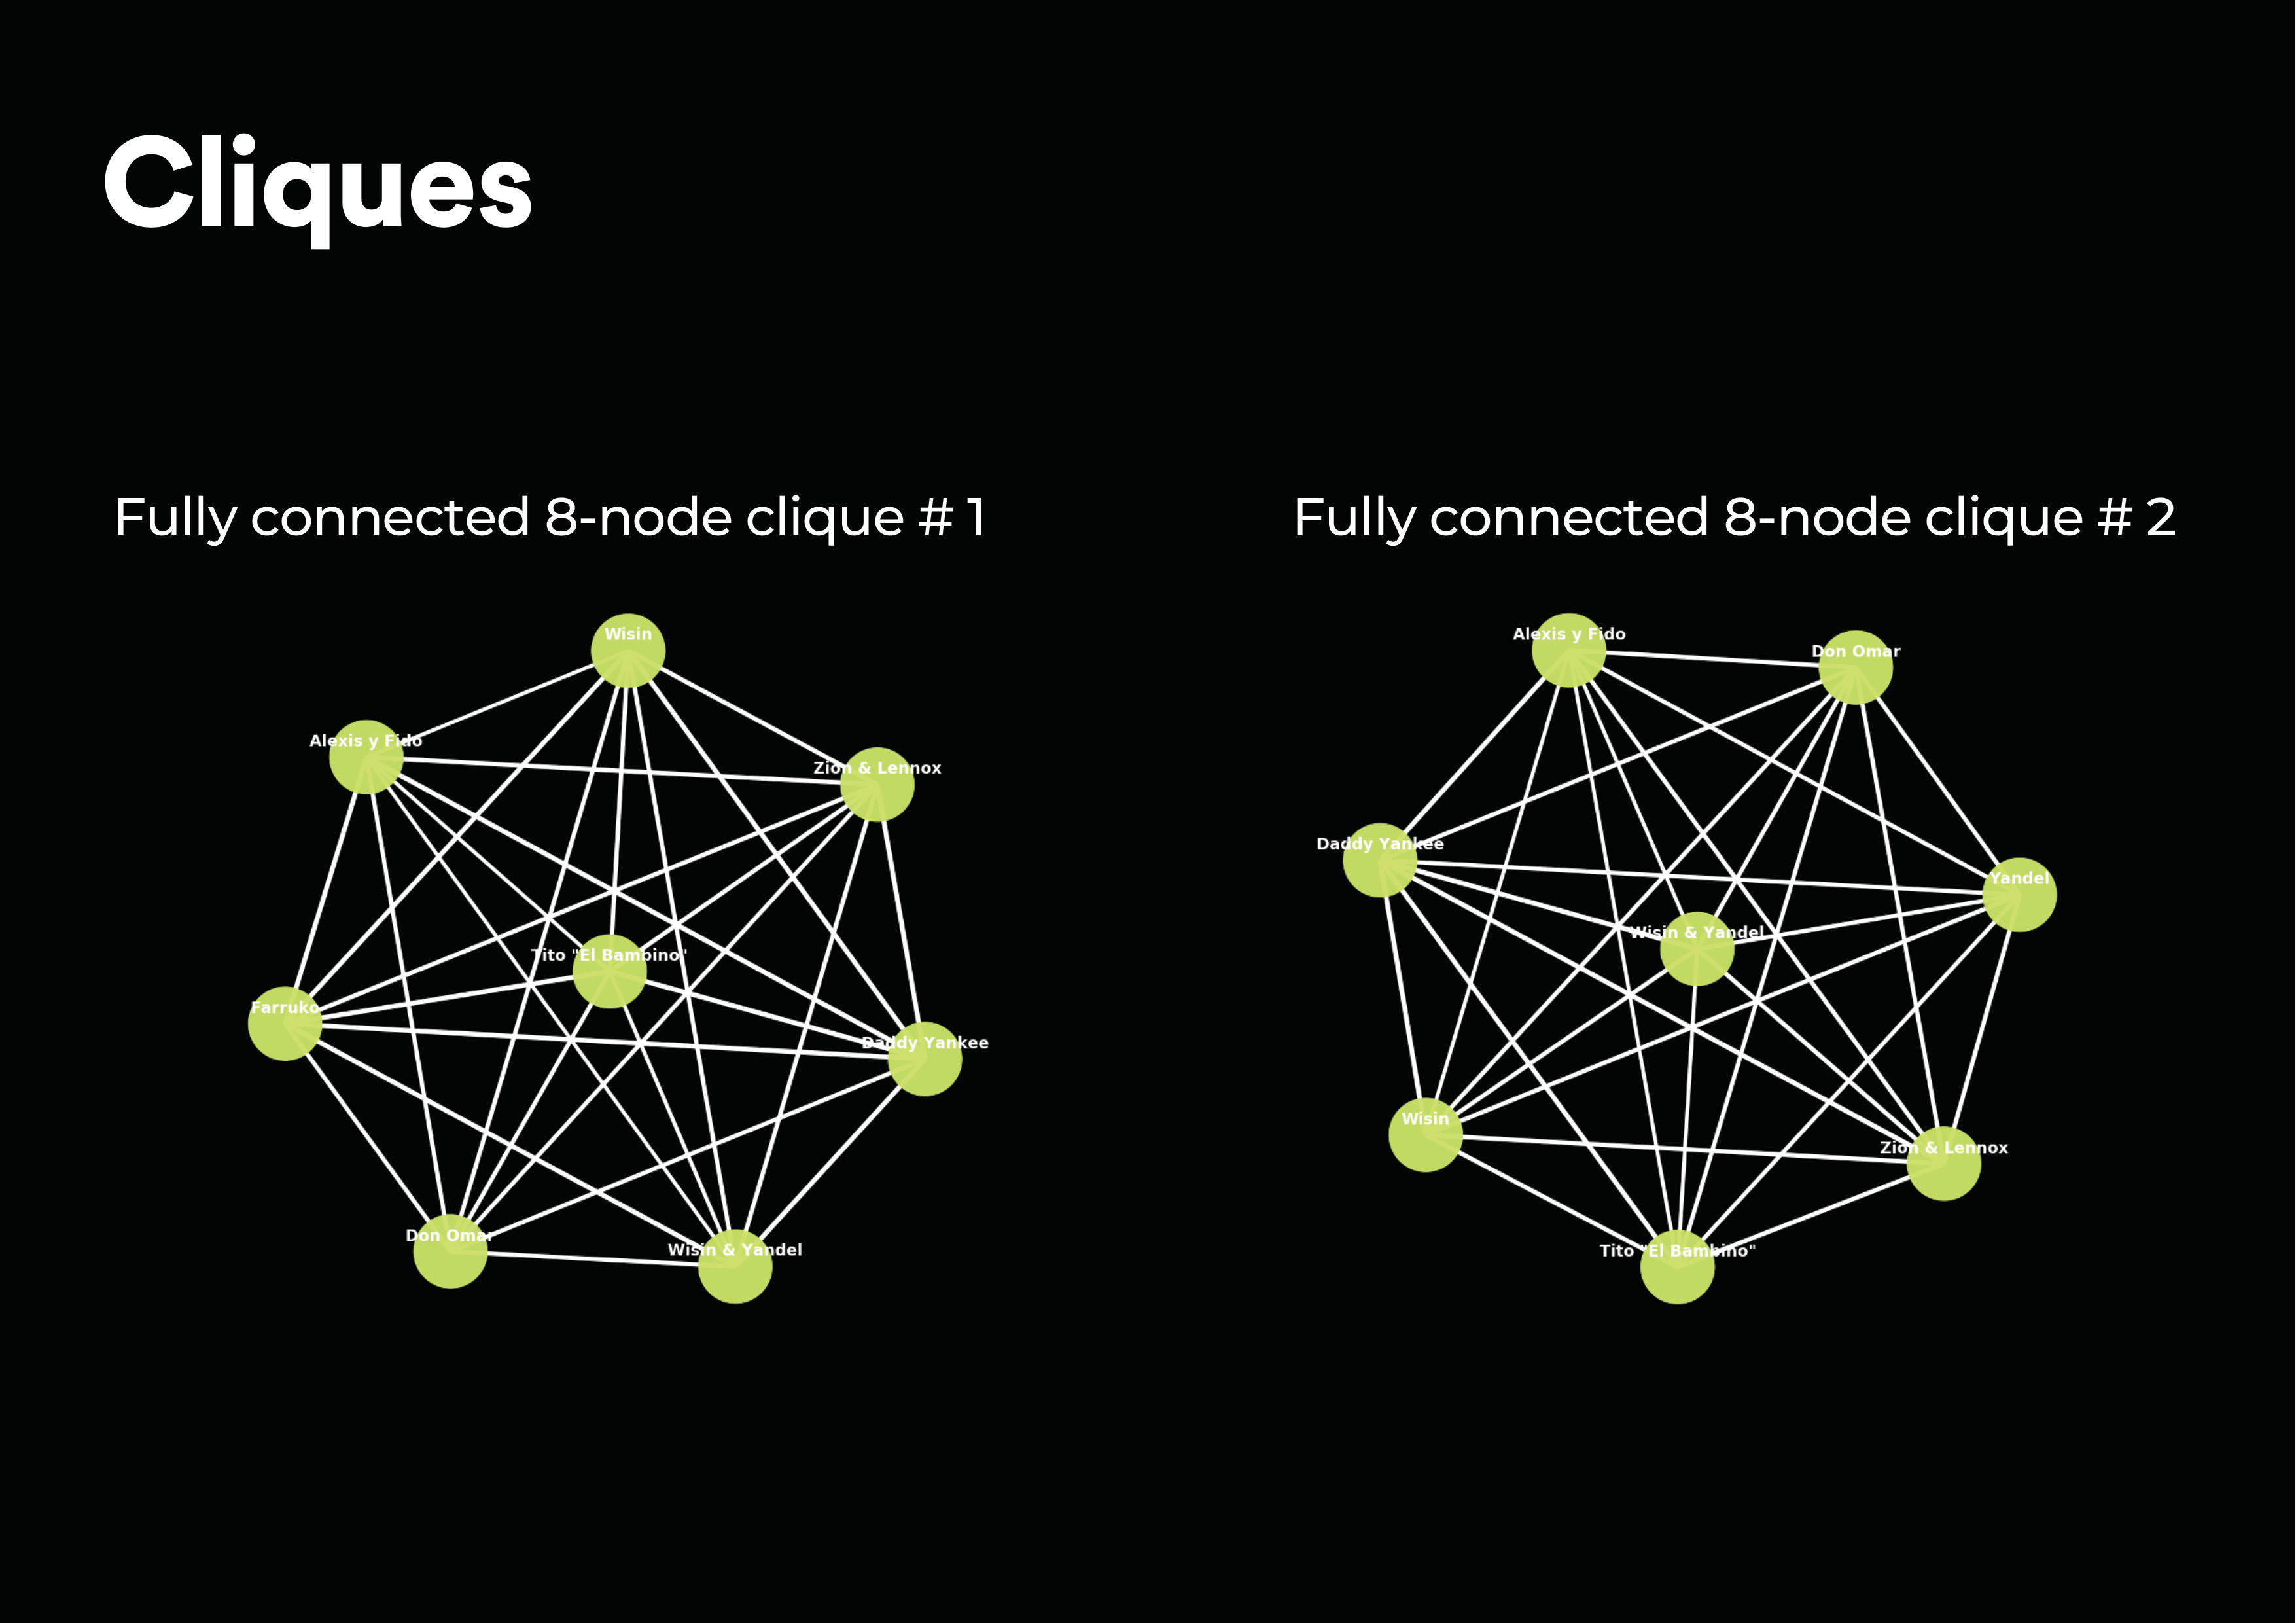 Cliques
Fully connected 8-node clique # 1
Wisin
Alexis y Fido
Zion & Lennox
Tito "El Bambino"
Farruko
Daddy Yankee
Don Omar
Wisin & Yandel
Fully connected 8-node clique # 2
Alexis y Fido
Don Omar
Daddy Yankee
Yandel
Wisin & Yandel
Wisin
Zion & Lennox
Tito "El Bambino"